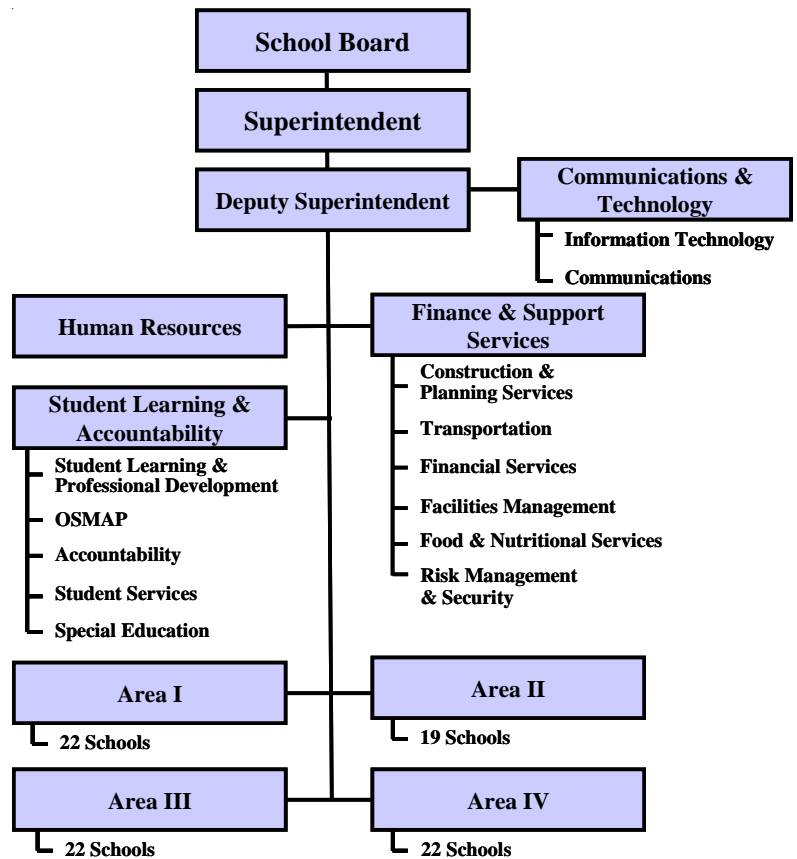 School Board
Superintendent
Deputy Superintendent
Communications &
Technology
Information Technology
Communications
Human Resources
Finance & Support
Services
Construction &
Planning Services
Transportation
Financial Services
Facilities Management
Food & Nutritional Services
Risk Management
& Security
Student Learning &
Accountability
Student Learning &
Professional Development
OSMAP
Accountability
Student Services
Special Education
Area I
22 Schools
Area II
19 Schools
Area III
22 Schools
Area IV
22 Schools